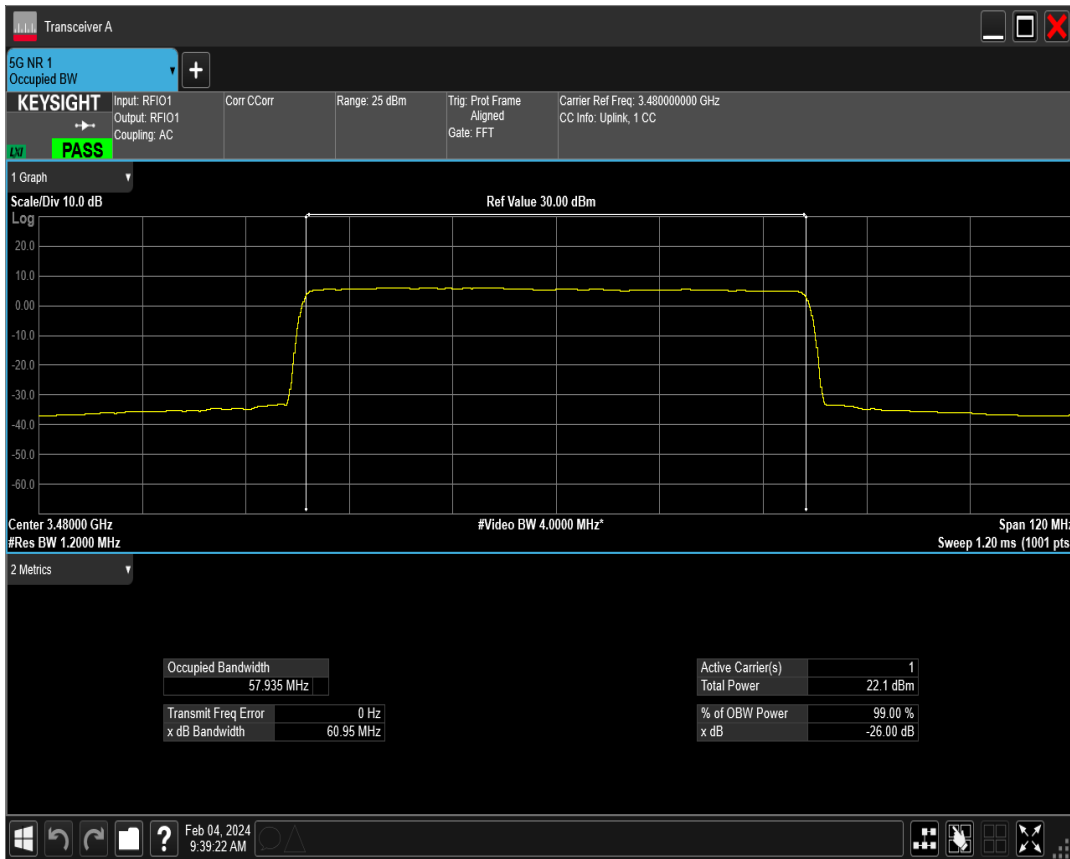 Transceiver A
5G NR 1
Occupied BW
KEYSIGHT
LXI
PASS
Input: RFIO1
Output: RFIO1
Coupling: AC
Corr CCorr
Range: 25 dBm
Trig: Prot Frame
Aligned
Gate: FFT
Carrier Ref Freq: 3.480000000 GHz
CC Info: Uplink, 1 CC
1 Graph
Scale/Div 10.0 dB
Ref Value 30.00 dBm
Log
20.0
10.0
0.00
-10.0
-20.0
-30.0
-40.0
-50.0
-60.0
Center 3.48000 GHz
#Video BW 4.0000 MHz*
Span 120 MHz
#Res BW 1.2000 MHz
Sweep 1.20 ms (1001 pts
2 Metrics
Occupied Bandwidth
57.935 MHz
Transmit Freq Error 0 Hz
x dB Bandwidth 60.95 MHz
Active Carrier(s) 1
Total Power 22.1 dBm
% of OBW Power 99.00 %
x dB -26.00 dB
Feb 04, 2024
9:39:22 AM